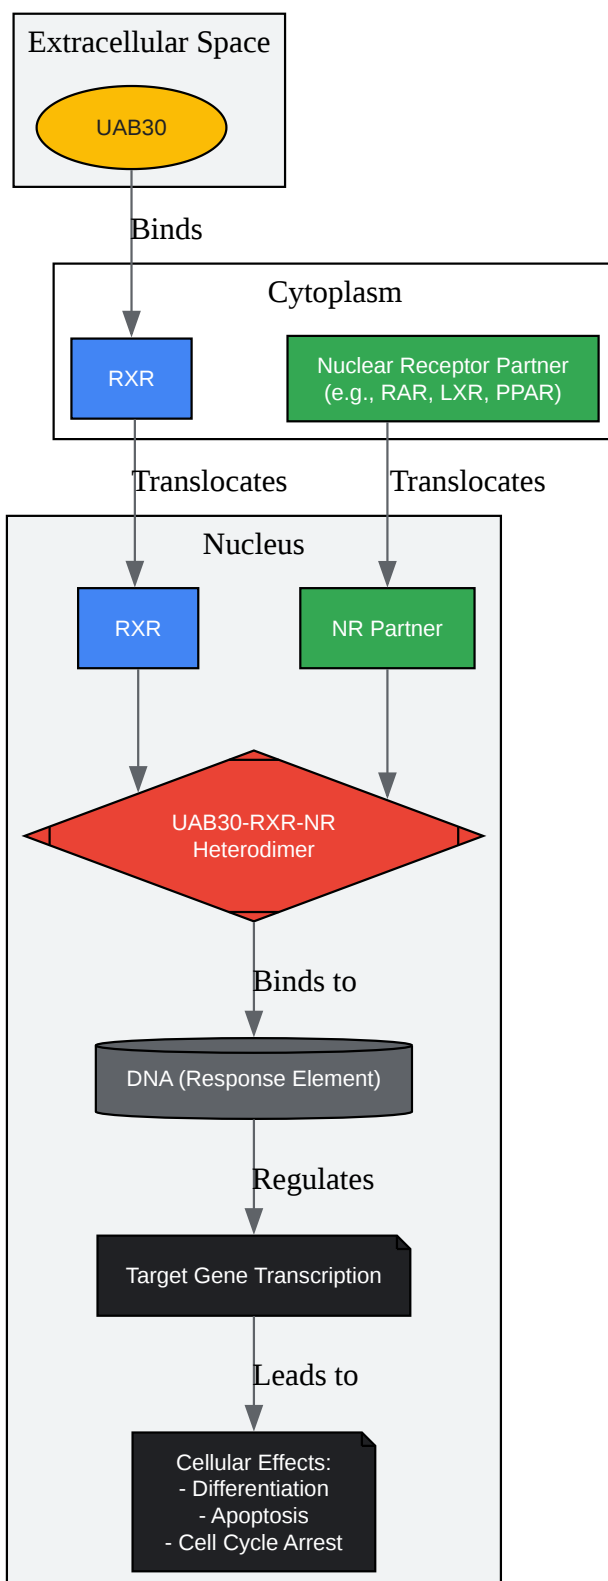 Extracellular Space
UAB30
Binds
Cytoplasm
RXR
Nuclear Receptor Partner
(e.g., RAR, LXR, PPAR)
Translocates
Translocates
Nucleus
RXR
NR Partner
UAB30-RXR-NR
Heterodimer
Binds to
DNA (Response Element)
Regulates
Target Gene Transcription
Leads to
Cellular Effects:
- Differentiation
- Apoptosis
- Cell Cycle Arrest